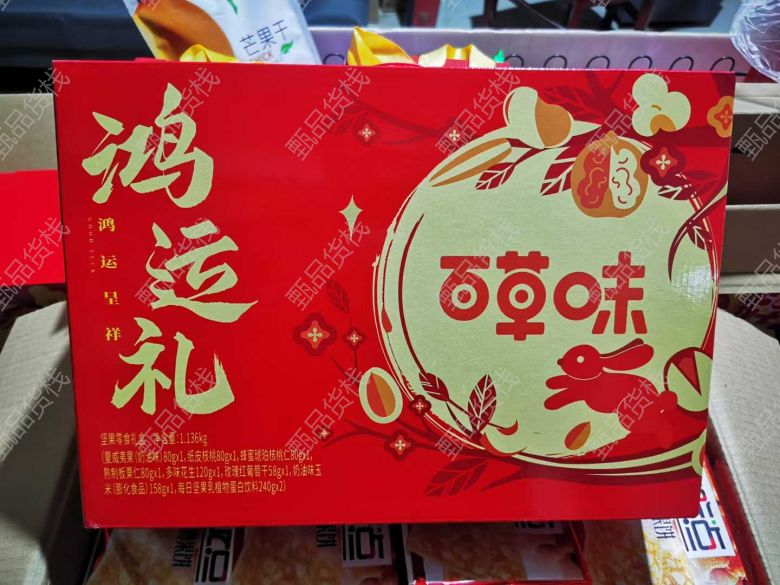 芒果干
鸿运礼
鸿运呈祥
GOOD LUCK
百草味
坚果零食礼盒 净含量:1.136kg
(夏威夷果(奶油味)80gx1,纸皮核桃80gx1,蜂蜜琥珀核桃仁80gx1,
熟制板栗仁80gx1,多味花生120gx1,玫瑰红葡萄干58gx1,奶油味玉
米(膨化食品)158gx1,每日坚果乳植物蛋白饮料240gx2)
甄品货栈